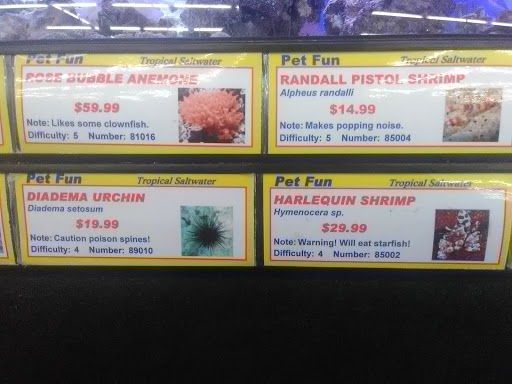 Pet Fun Tropical Saltwater
ROSE BUBBLE ANEMONE
$59.99
Note: Likes some clownfish.
Difficulty: 5 Number: 81016
Pet Fun Tropical Saltwater
RANDALL PISTOL SHRIMP
Alpheus randalli
$14.99
Note: Makes popping noise.
Difficulty: 5 Number: 85004
Pet Fun Tropical Saltwater
DIADEMA URCHIN
Diadema setosum
$19.99
Note: Caution poison spines!
Difficulty: 4 Number: 89010
Pet Fun Tropical Saltwater
HARLEQUIN SHRIMP
Hymenocera sp.
$29.99
Note: Warning! Will eat starfish!
Difficulty: 4 Number: 85002